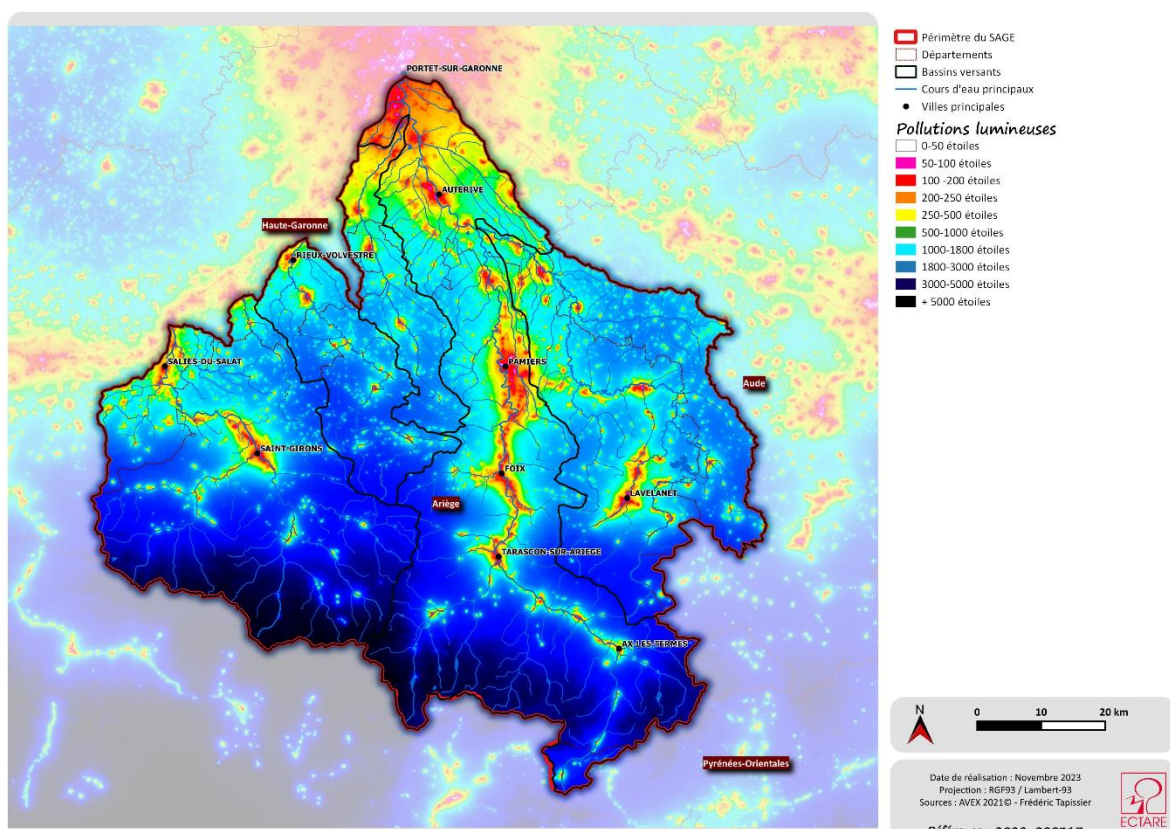 PORTET-SUR-GARONNE
AUTERIVE
Haute-Garonne
RIEUX-VOLVESTRE
SALIES-DU-SALAT
PAMIERS
Aude
SAINT-GIRONS
FOIX
LAVELANET
Ariège
TARASCON-SUR-ARIEGE
AX-LES-TERMES
Pyrénées-Orientales
Périmètre du SAGE
Départements
Bassins versants
Cours d'eau principaux
Villes principales
Pollutions lumineuses
0-50 étoiles
50-100 étoiles
100 -200 étoiles
200-250 étoiles
250-500 étoiles
500-1000 étoiles
1000-1800 étoiles
1800-3000 étoiles
3000-5000 étoiles
+ 5000 étoiles
N
0 10 20 km
Date de réalisation : Novembre 2023
Projection : RGF93 / Lambert-93
Sources : AVEX 2021© - Frédéric Tapissier
ECTARE